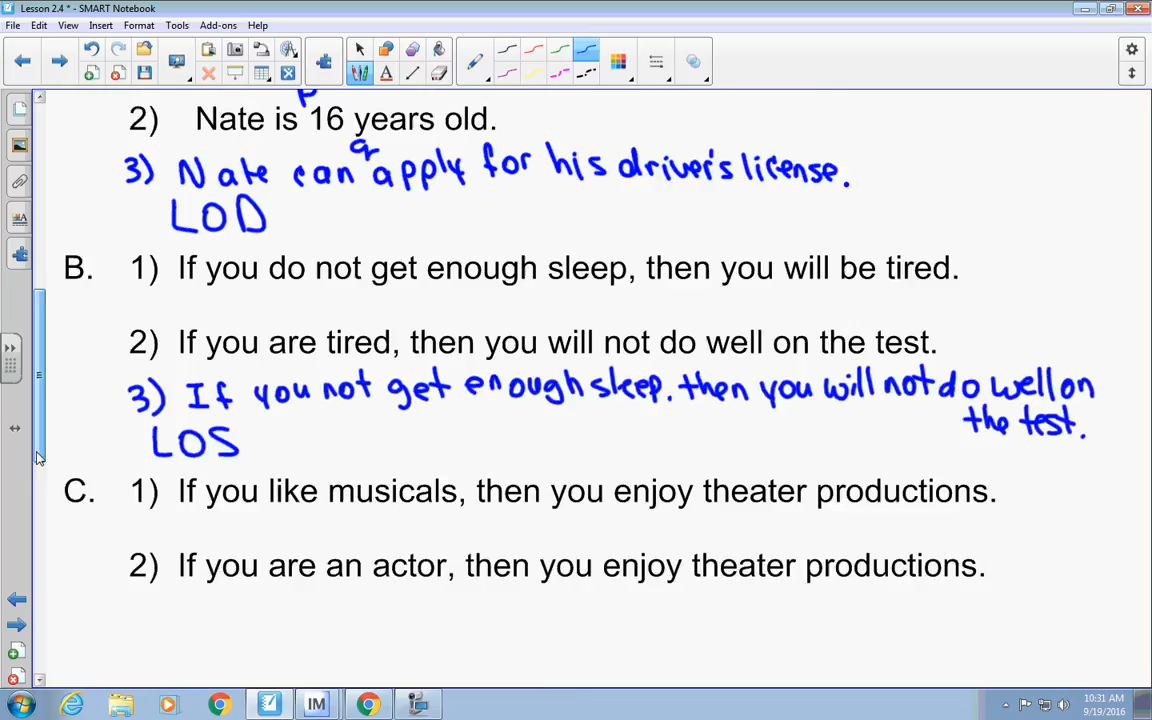 Lesson 2.4 * - SMART Notebook
File Edit View Insert Format Tools Add-ons Help
p
2) Nate is 16 years old.
q
3) Nate can apply for his driver's license.
LOD
B. 1) If you do not get enough sleep, then you will be tired.
2) If you are tired, then you will not do well on the test.
3) If you not get enough sleep. then you will not do well on
the test.
LOS
C. 1) If you like musicals, then you enjoy theater productions.
2) If you are an actor, then you enjoy theater productions.
IM
10:31 AM
9/19/2016